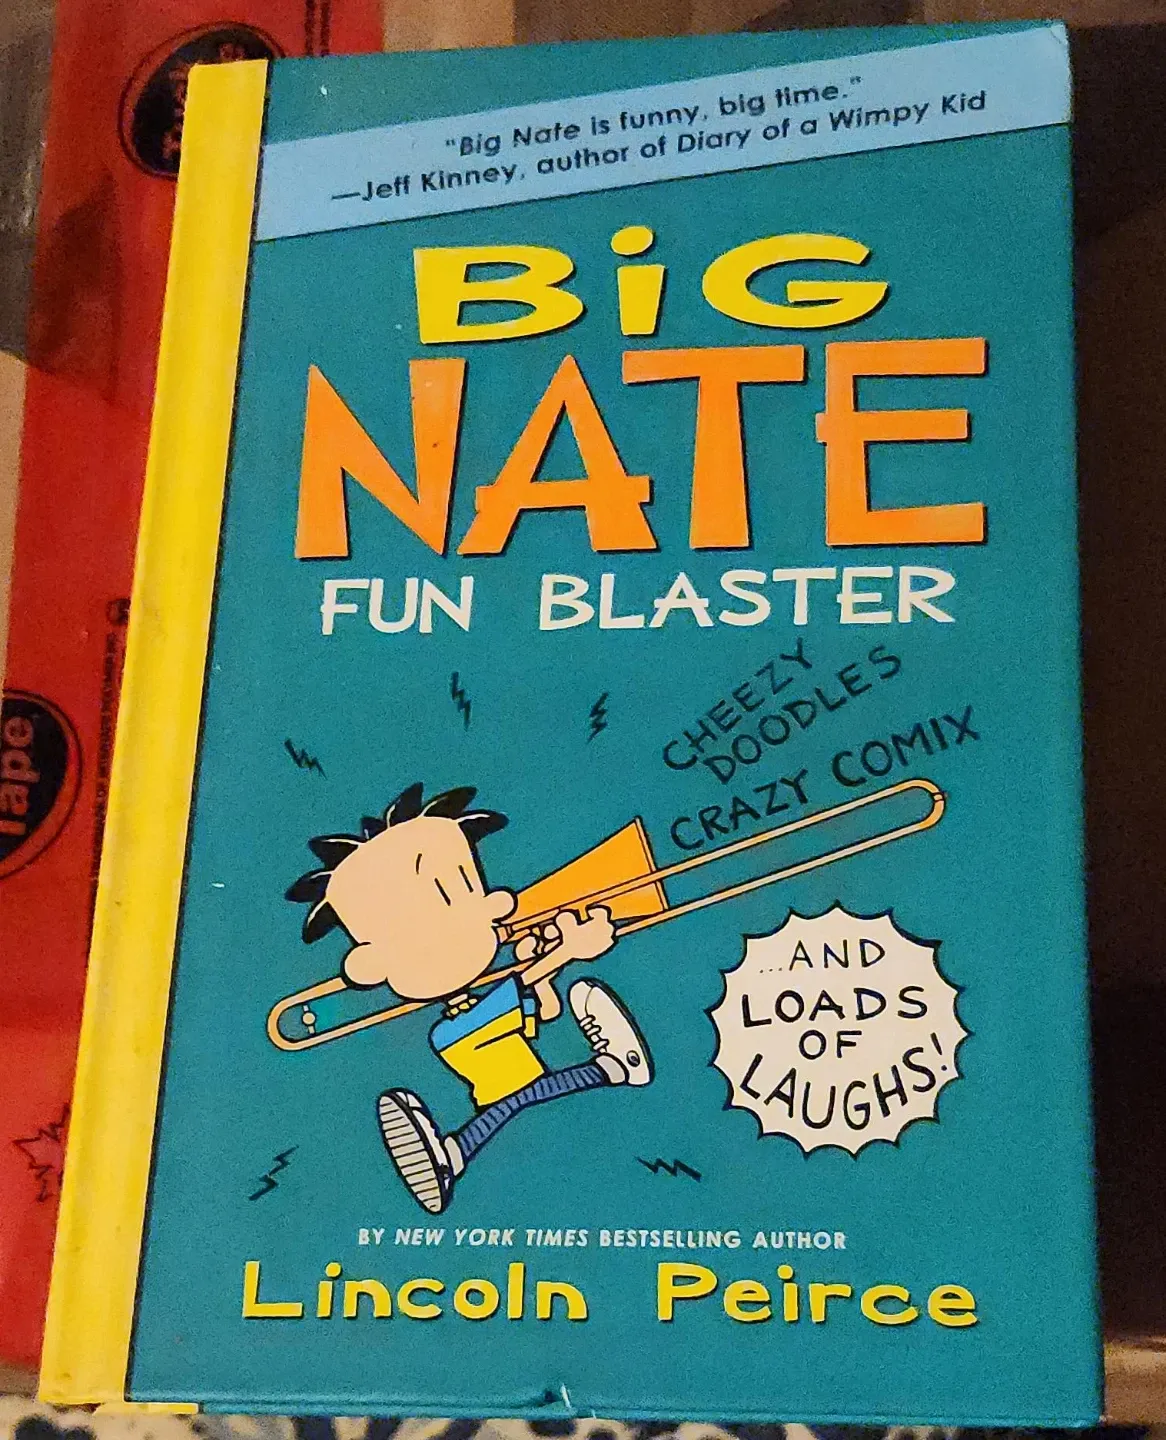 "Big Nate is funny, big time."
—Jeff Kinney, author of Diary of a Wimpy Kid
BiG
NATE
FUN BLASTER
CHEEZY
DOODLES
CRAZY COMIX
...AND
LOADS
OF
LAUGHS!
BY NEW YORK TIMES BESTSELLING AUTHOR
Lincoln Peirce
Tape